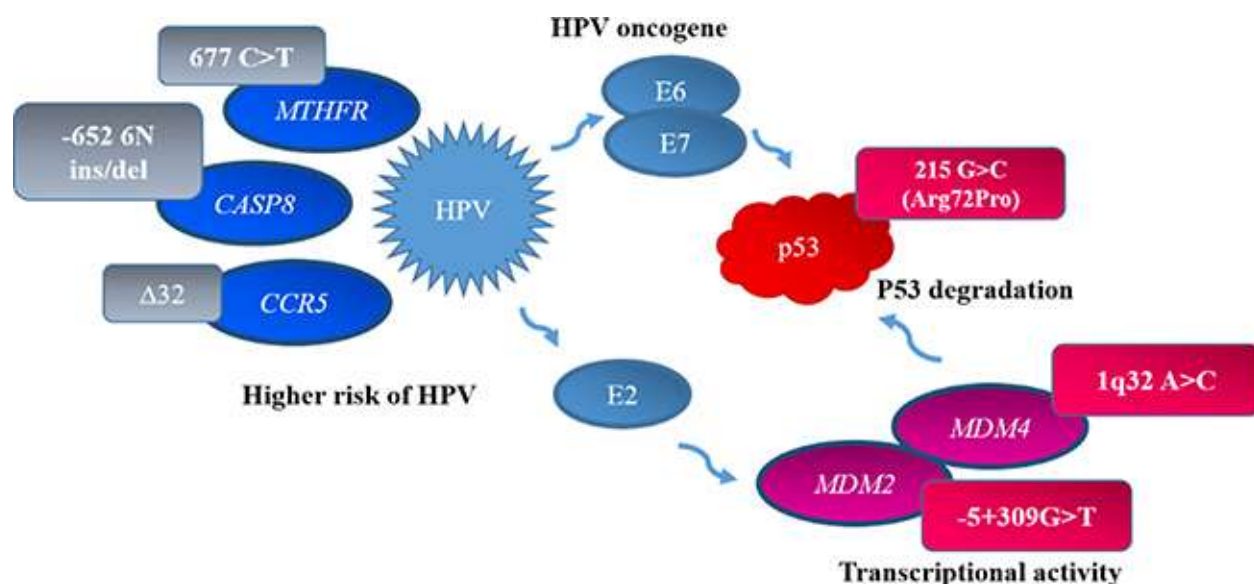 HPV oncogene
677 C>T
MTHFR
-652 6N
ins/del
CASP8
Δ32
CCR5
Higher risk of HPV
HPV
E6
E7
215 G>C
(Arg72Pro)
p53
P53 degradation
E2
1q32 A>C
MDM4
MDM2
-5+309G>T
Transcriptional activity